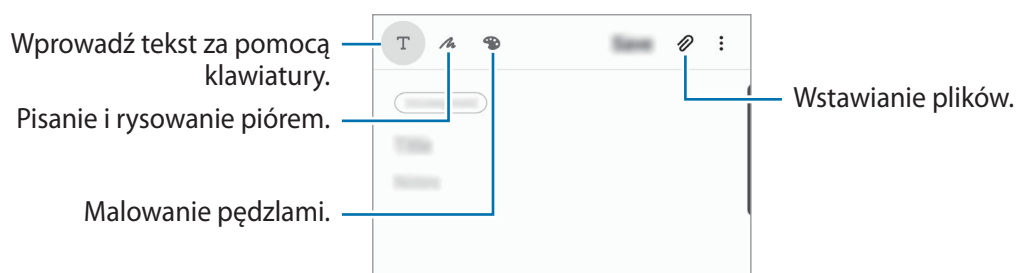 Wprowadź tekst za pomocą
klawiatury.
Pisanie i rysowanie piórem.
Malowanie pędzlami.
T
Save
Title
Notes
Wstawianie plików.